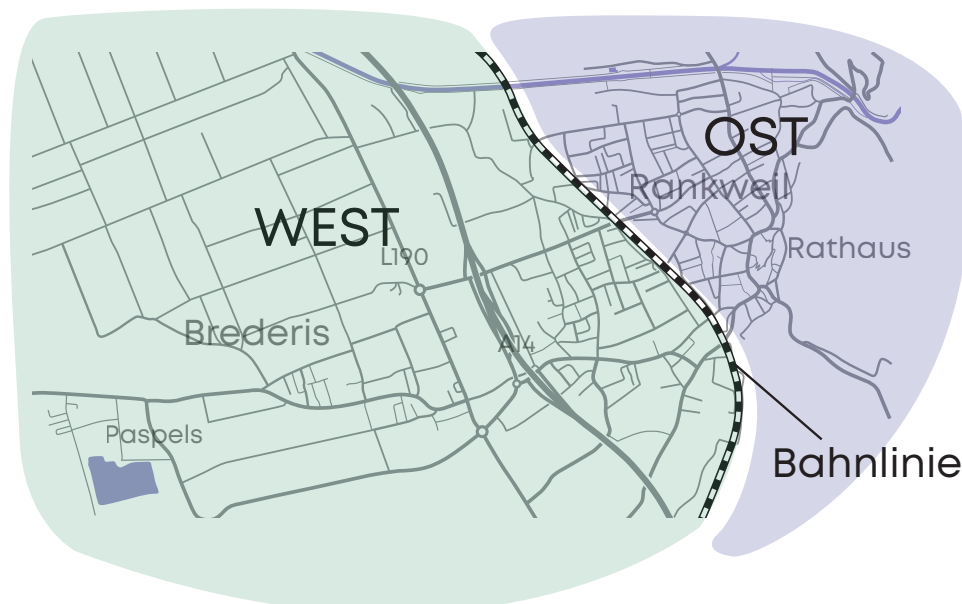 OST
Rankweil
WEST
Rathaus
L190
Brederis
A14
Paspels
Bahnlinie